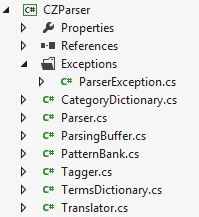 C# CZParser
Properties
References
Exceptions
C# ParserException.cs
C# CategoryDictionary.cs
C# Parser.cs
C# ParsingBuffer.cs
C# PatternBank.cs
C# Tagger.cs
C# TermsDictionary.cs
C# Translator.cs